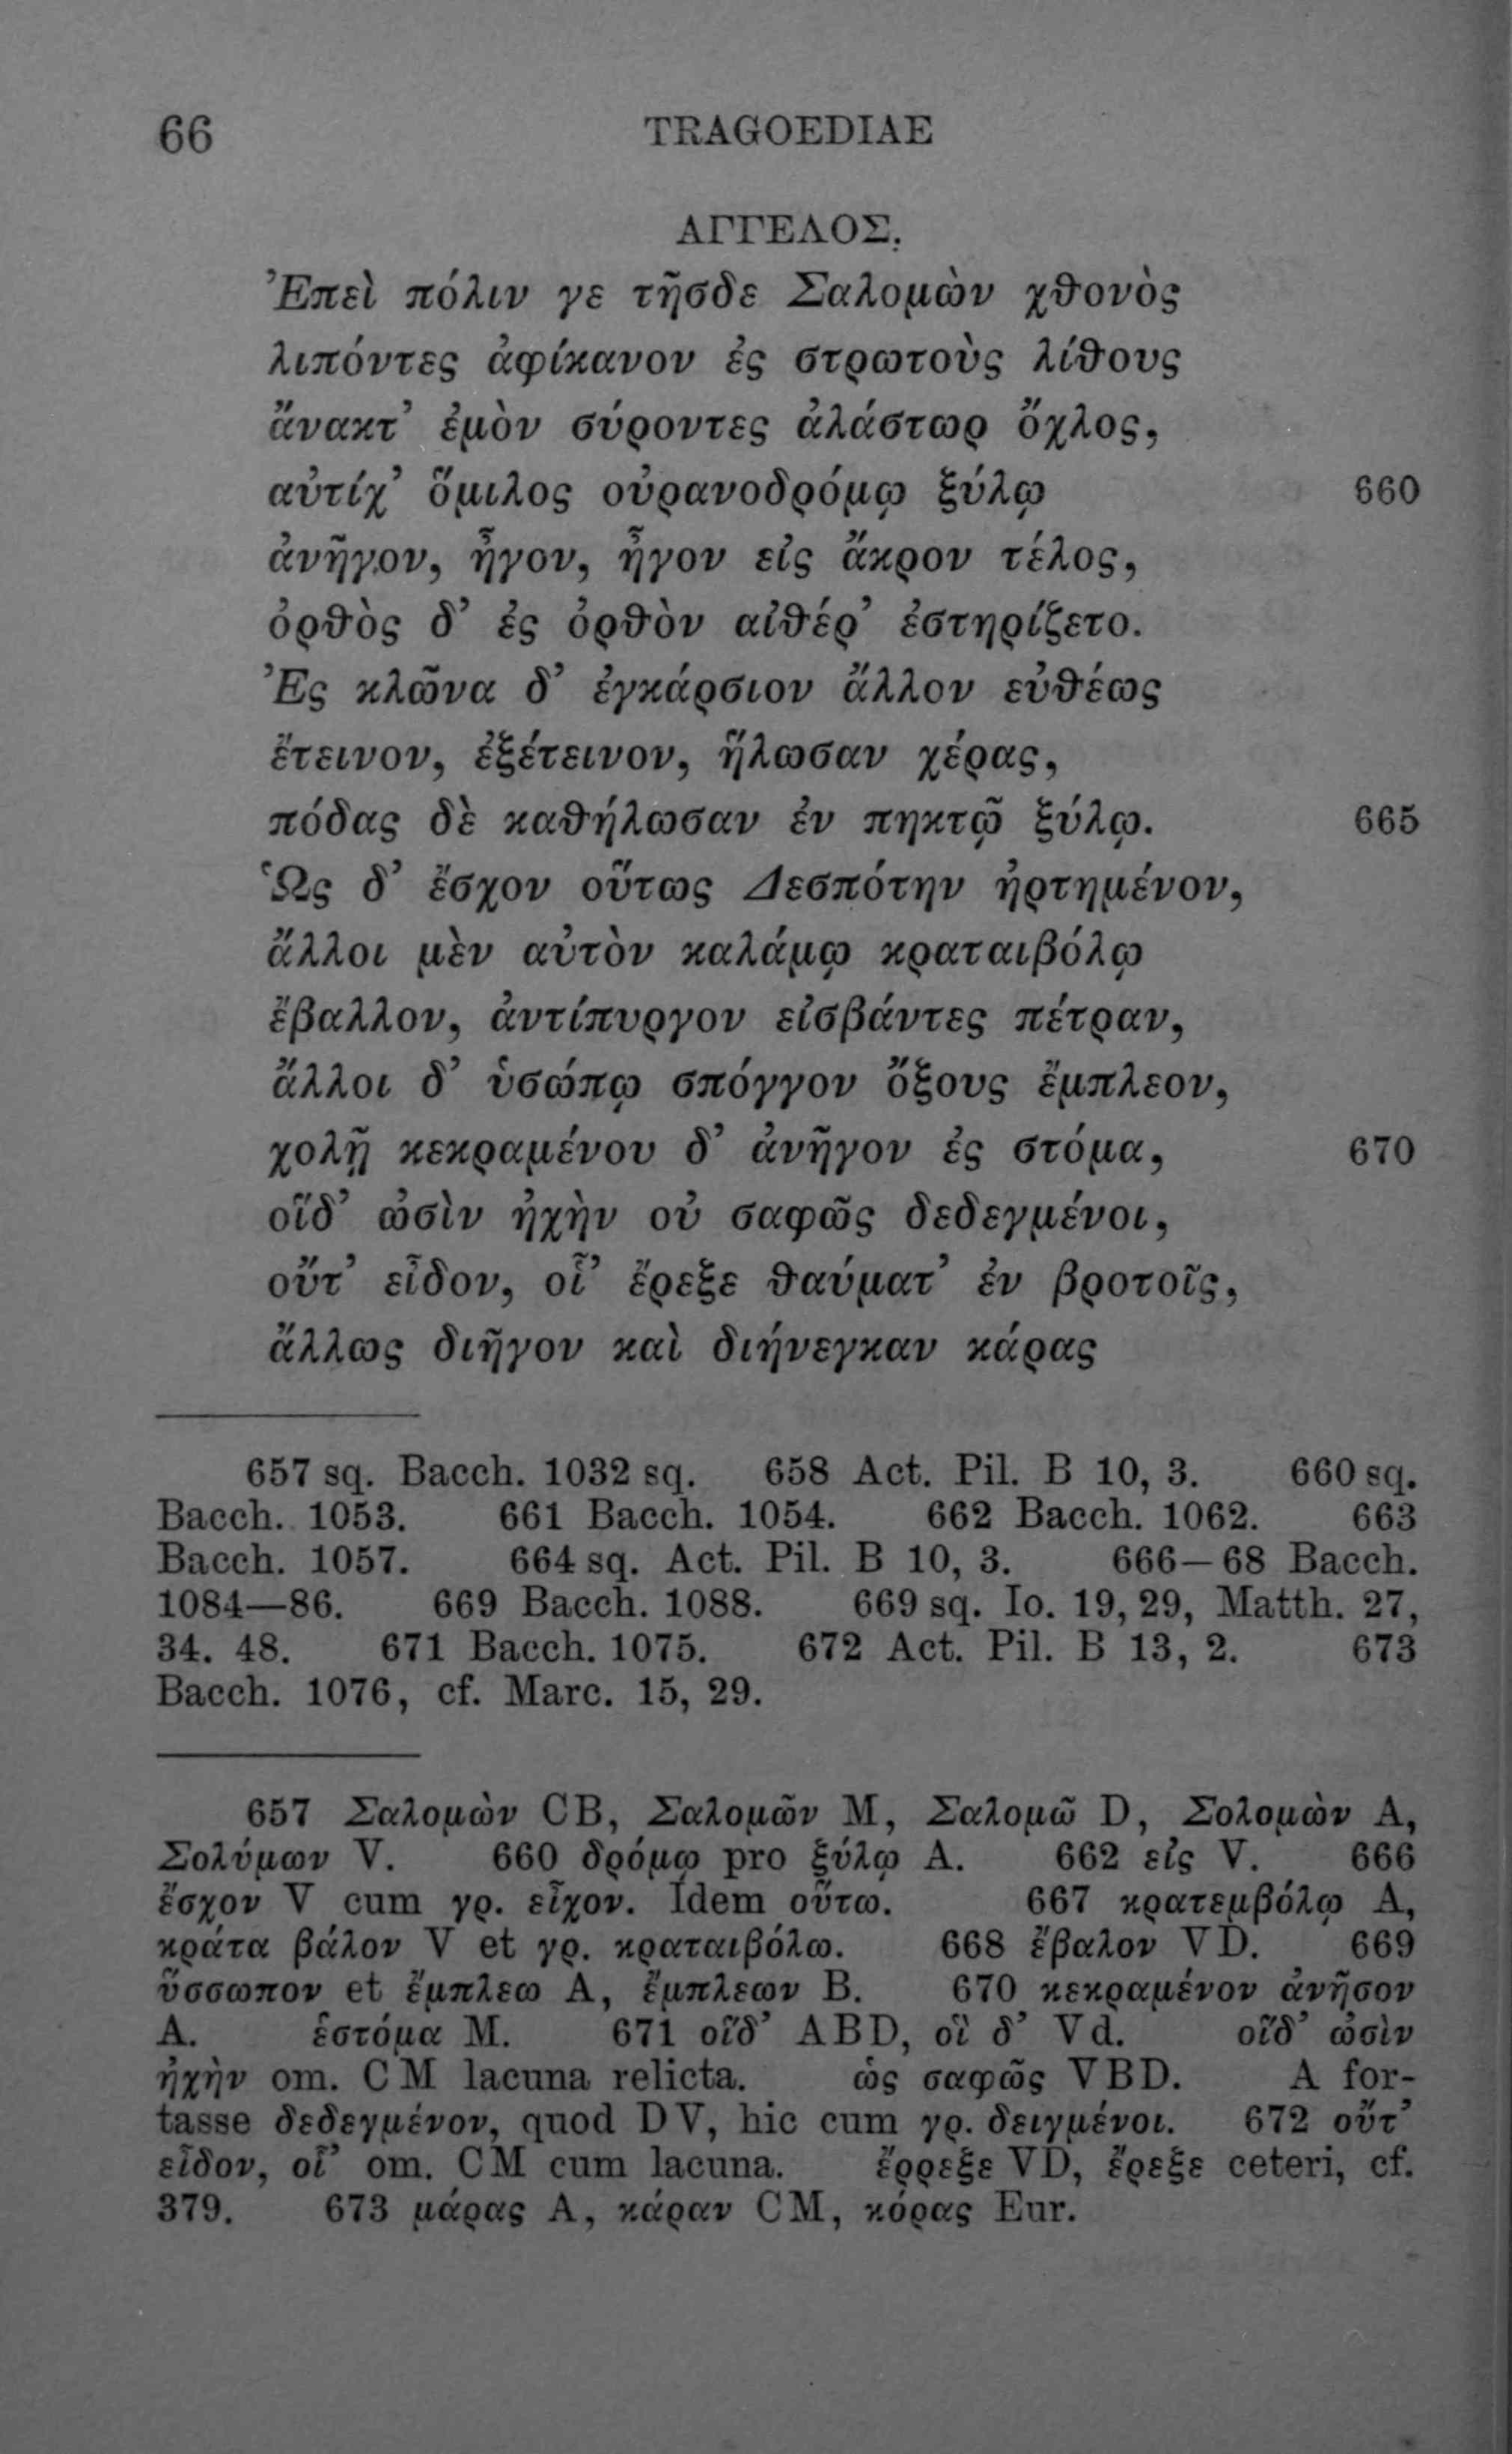 66 TRAGOEDIAE
ΑΓΓΕΛΟΣ.
Ἐπεὶ πόλιν γε τῆσδε Σαλομὼν χθονὸς
λιπόντες ἀφίκανον ἐς στρωτοὺς λίθους
ἄνακτ’ ἐμὸν σύροντες ἀλάστωρ ὄχλος,
αὐτίχ’ ὅμιλος οὐρανοδρόμῳ ξύλῳ 660
ἀνῆγον, ἦγον, ἦγον εἰς ἄκρον τέλος,
ὀρθὸς δ’ ἐς ὀρθὸν αἰθέρ’ ἐστηρίζετο.
Ἐς κλῶνα δ’ ἐγκάρσιον ἄλλον εὐθέως
ἔτεινον, ἐξέτεινον, ἥλωσαν χέρας,
πόδας δὲ καθήλωσαν ἐν πηκτῷ ξύλῳ. 665
Ὡς δ’ ἔσχον οὕτως Δεσπότην ἠρτημένον,
ἄλλοι μὲν αὐτὸν καλάμῳ κραταιβόλῳ
ἔβαλλον, ἀντίπυργον εἰσβάντες πέτραν,
ἄλλοι δ’ ὑσώπῳ σπόγγον ὄξους ἔμπλεον,
χολῇ κεκραμένου δ’ ἀνῆγον ἐς στόμα, 670
οἵδ’ ὠσὶν ἠχὴν οὐ σαφῶς δεδεγμένοι,
οὔτ’ εἶδον, οἷ’ ἔρεξε θαύματ’ ἐν βροτοῖς,
ἄλλως διῆγον καὶ διήνεγκαν κάρας
657 sq. Bacch. 1032 sq. 658 Act. Pil. B 10, 3. 660 sq.
Bacch. 1053. 661 Bacch. 1054. 662 Bacch. 1062. 663
Bacch. 1057. 664 sq. Act. Pil. B 10, 3. 666—68 Bacch.
1084—86. 669 Bacch. 1088. 669 sq. Io. 19, 29, Matth. 27,
34. 48. 671 Bacch. 1075. 672 Act. Pil. B 13, 2. 673
Bacch. 1076, cf. Marc. 15, 29.
657 Σαλομὼν CB, Σαλομῶν M, Σαλομῶ D, Σολομὼν A,
Σολύμων V. 660 δρόμῳ pro ξύλῳ A. 662 εἰς V. 666
ἔσχον V cum γρ. εἶχον. Idem οὕτω. 667 κρατεμβόλῳ A,
κράτα βάλον V et γρ. κραταιβόλω. 668 ἔβαλον VD. 669
ὕσσωπον et ἔμπλεω A, ἔμπλεων B. 670 κεκραμένον ἀνῆσον
A. ἐστόμα M. 671 οἵδ’ ABD, οἳ δ’ Vd. οἵδ’ ὠσὶν
ἠχὴν om. CM lacuna relicta. ὡς σαφῶς VBD. A for-
tasse δεδεγμένον, quod DV, hic cum γρ. δειγμένοι. 672 οὔτ’
εἶδον, οἷ’ om. CM cum lacuna. ἔρρεξε VD, ἔρεξε ceteri, cf.
379. 673 μάρας A, κάραν CM, κόρας Eur.